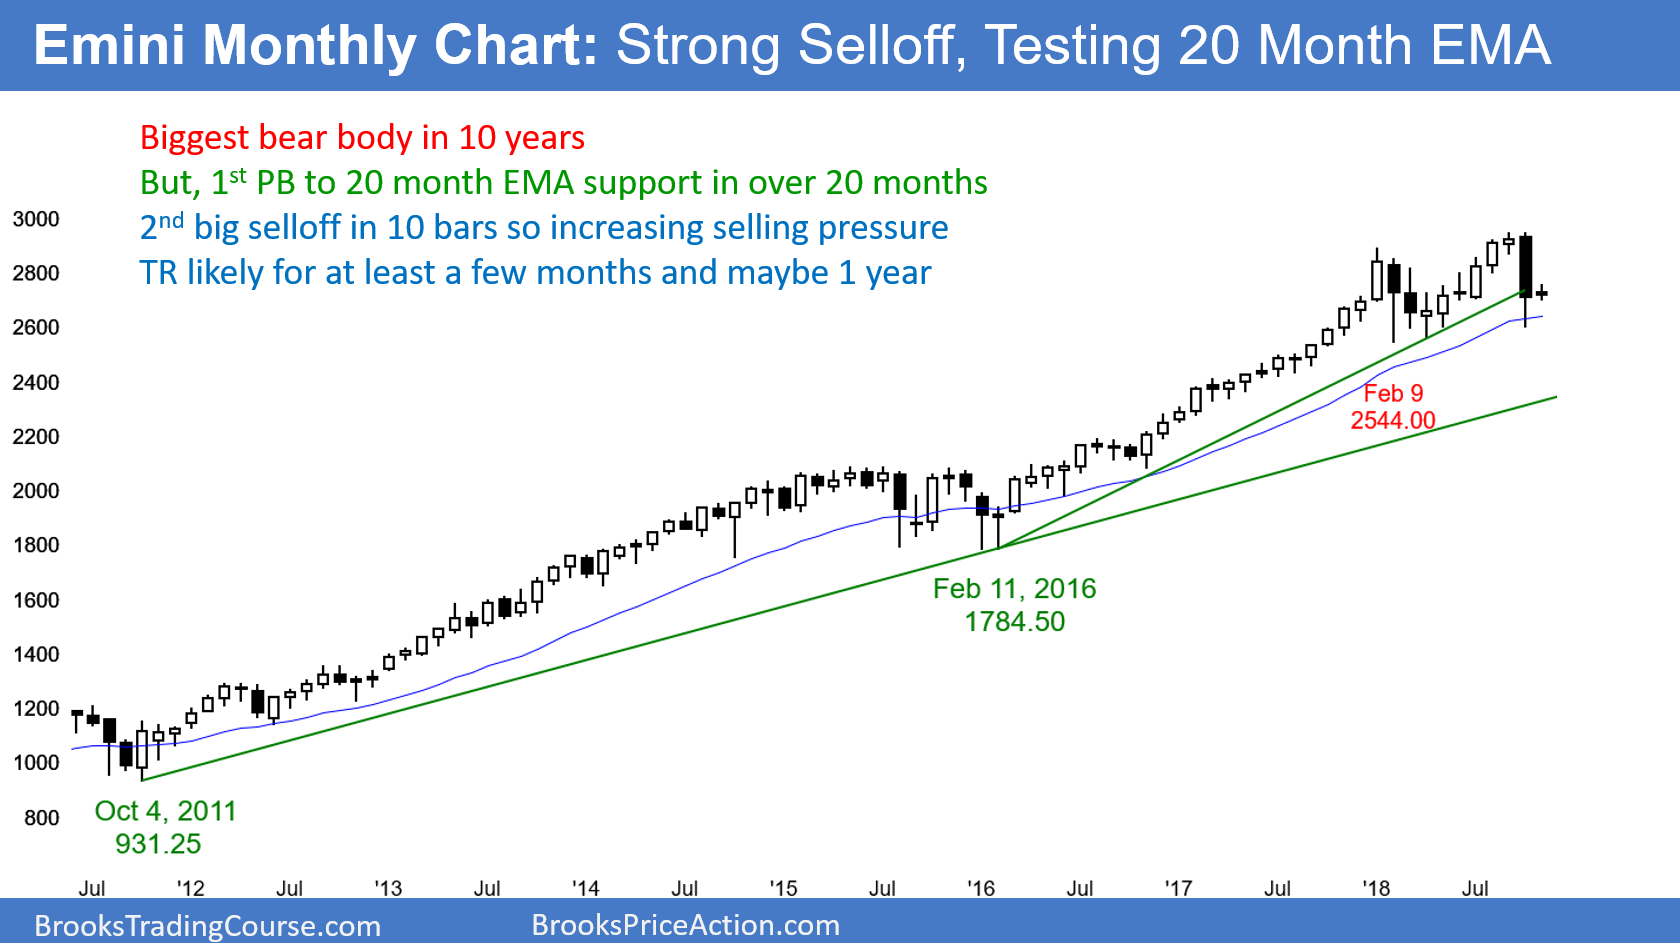 Emini Monthly Chart: Strong Selloff, Testing 20 Month EMA
Biggest bear body in 10 years
But, 1st PB to 20 month EMA support in over 20 months
2nd big selloff in 10 bars so increasing selling pressure
TR likely for at least a few months and maybe 1 year
3000
2800
2600
2400
2200
2000
1800
1600
1400
1200
1000
800
Feb 9
2544.00
Feb 11, 2016
1784.50
Oct 4, 2011
931.25
Jul '12 Jul '13 Jul '14 Jul '15 Jul '16 Jul '17 Jul '18 Jul
BrooksTradingCourse.com BrooksPriceAction.com